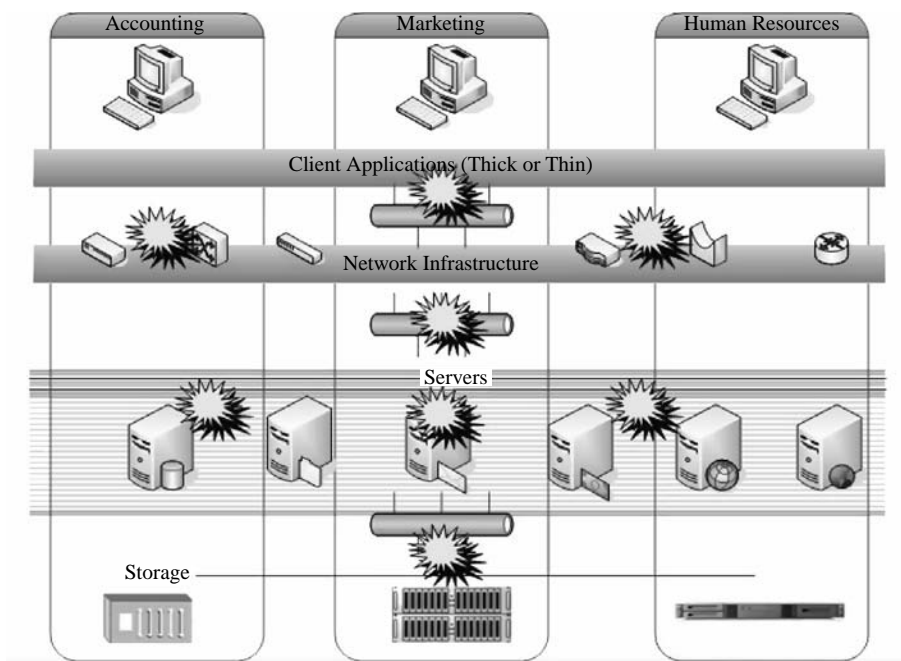 Accounting
Marketing
Human Resources
Client Applications (Thick or Thin)
Network Infrastructure
Servers
Storage